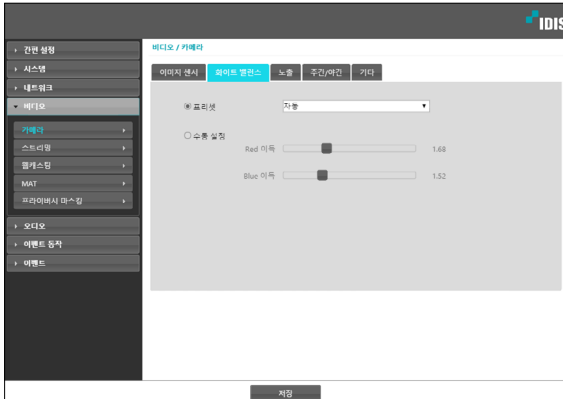 IDIS
간편 설정
시스템
네트워크
비디오
카메라
스트리밍
웹캐스팅
MAT
프라이버시 마스킹
오디오
이벤트 동작
이벤트
비디오 / 카메라
이미지 센서 화이트 밸런스 노출 주간/야간 기타
프리셋 자동
수동 설정
Red 이득 1.68
Blue 이득 1.52
저장